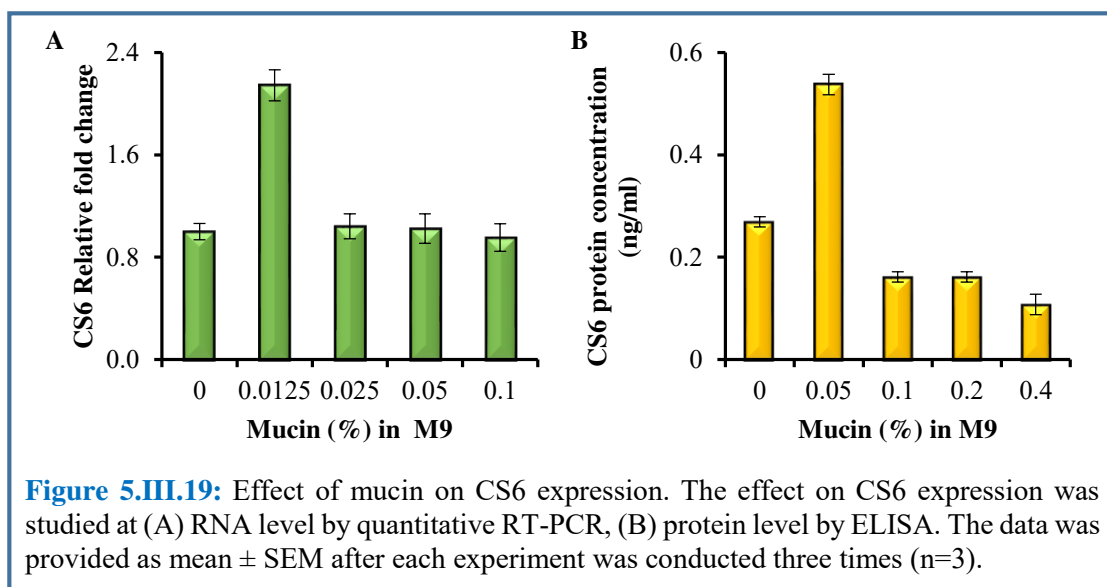 A
CS6 Relative fold change
2.4
1.6
0.8
0.0
0 0.0125 0.025 0.05 0.1
Mucin (%) in M9
B
CS6 protein concentration
(ng/ml)
0.6
0.4
0.2
0
0 0.05 0.1 0.2 0.4
Mucin (%) in M9
Figure 5.III.19: Effect of mucin on CS6 expression. The effect on CS6 expression was
studied at (A) RNA level by quantitative RT-PCR, (B) protein level by ELISA. The data was
provided as mean ± SEM after each experiment was conducted three times (n=3).